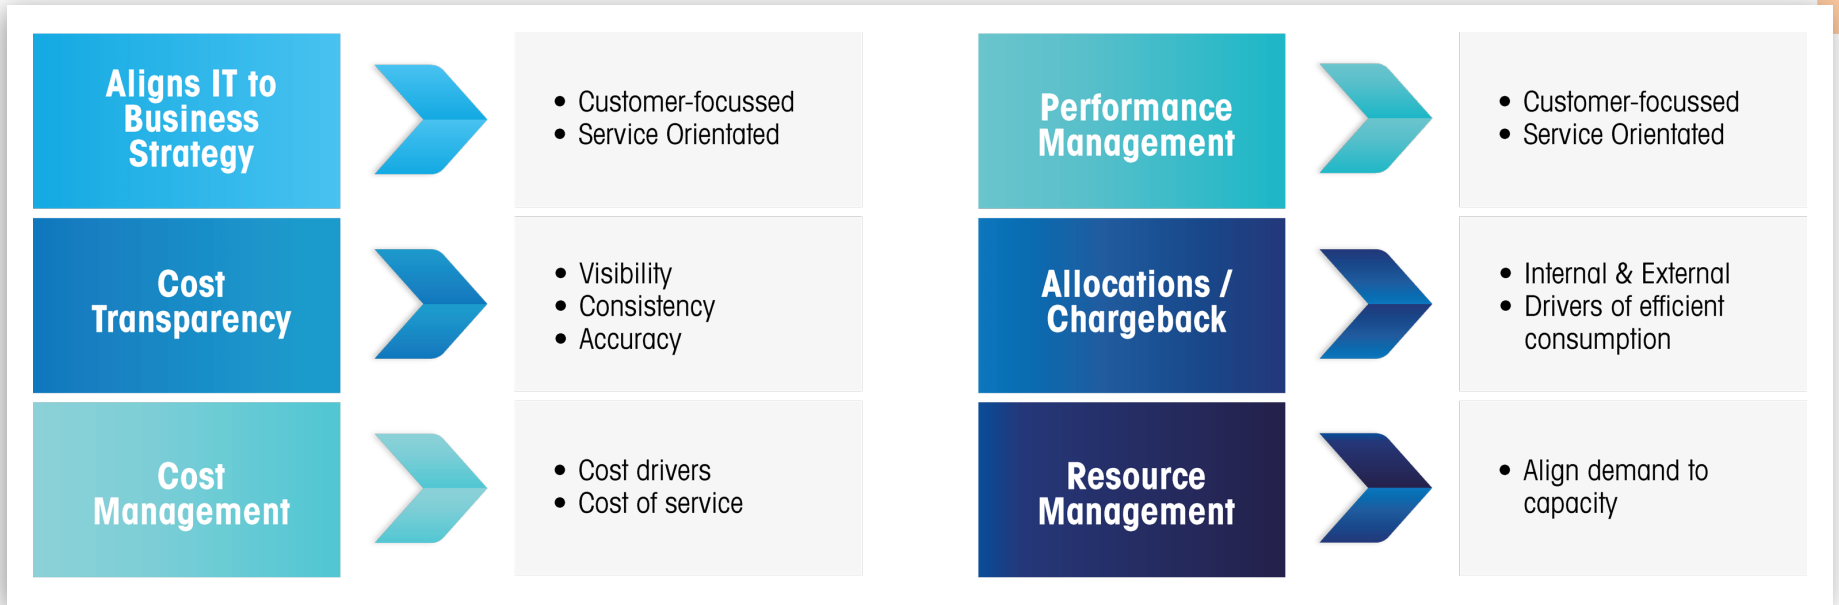 Aligns IT to
Business
Strategy
• Customer-focussed
• Service Orientated
Cost
Transparency
• Visibility
• Consistency
• Accuracy
Cost
Management
• Cost drivers
• Cost of service
Performance
Management
• Customer-focussed
• Service Orientated
Allocations /
Chargeback
• Internal & External
• Drivers of efficient
consumption
Resource
Management
• Align demand to
capacity